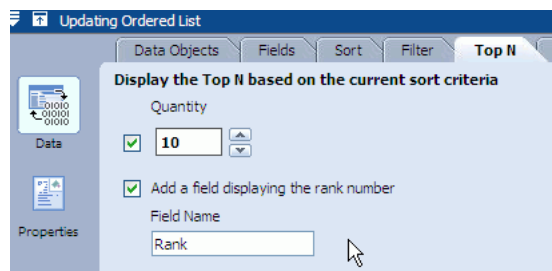 Updating Ordered List
Data Objects Fields Sort Filter Top N
Display the Top N based on the current sort criteria
Quantity
10
Data
Add a field displaying the rank number
Field Name
Properties
Rank